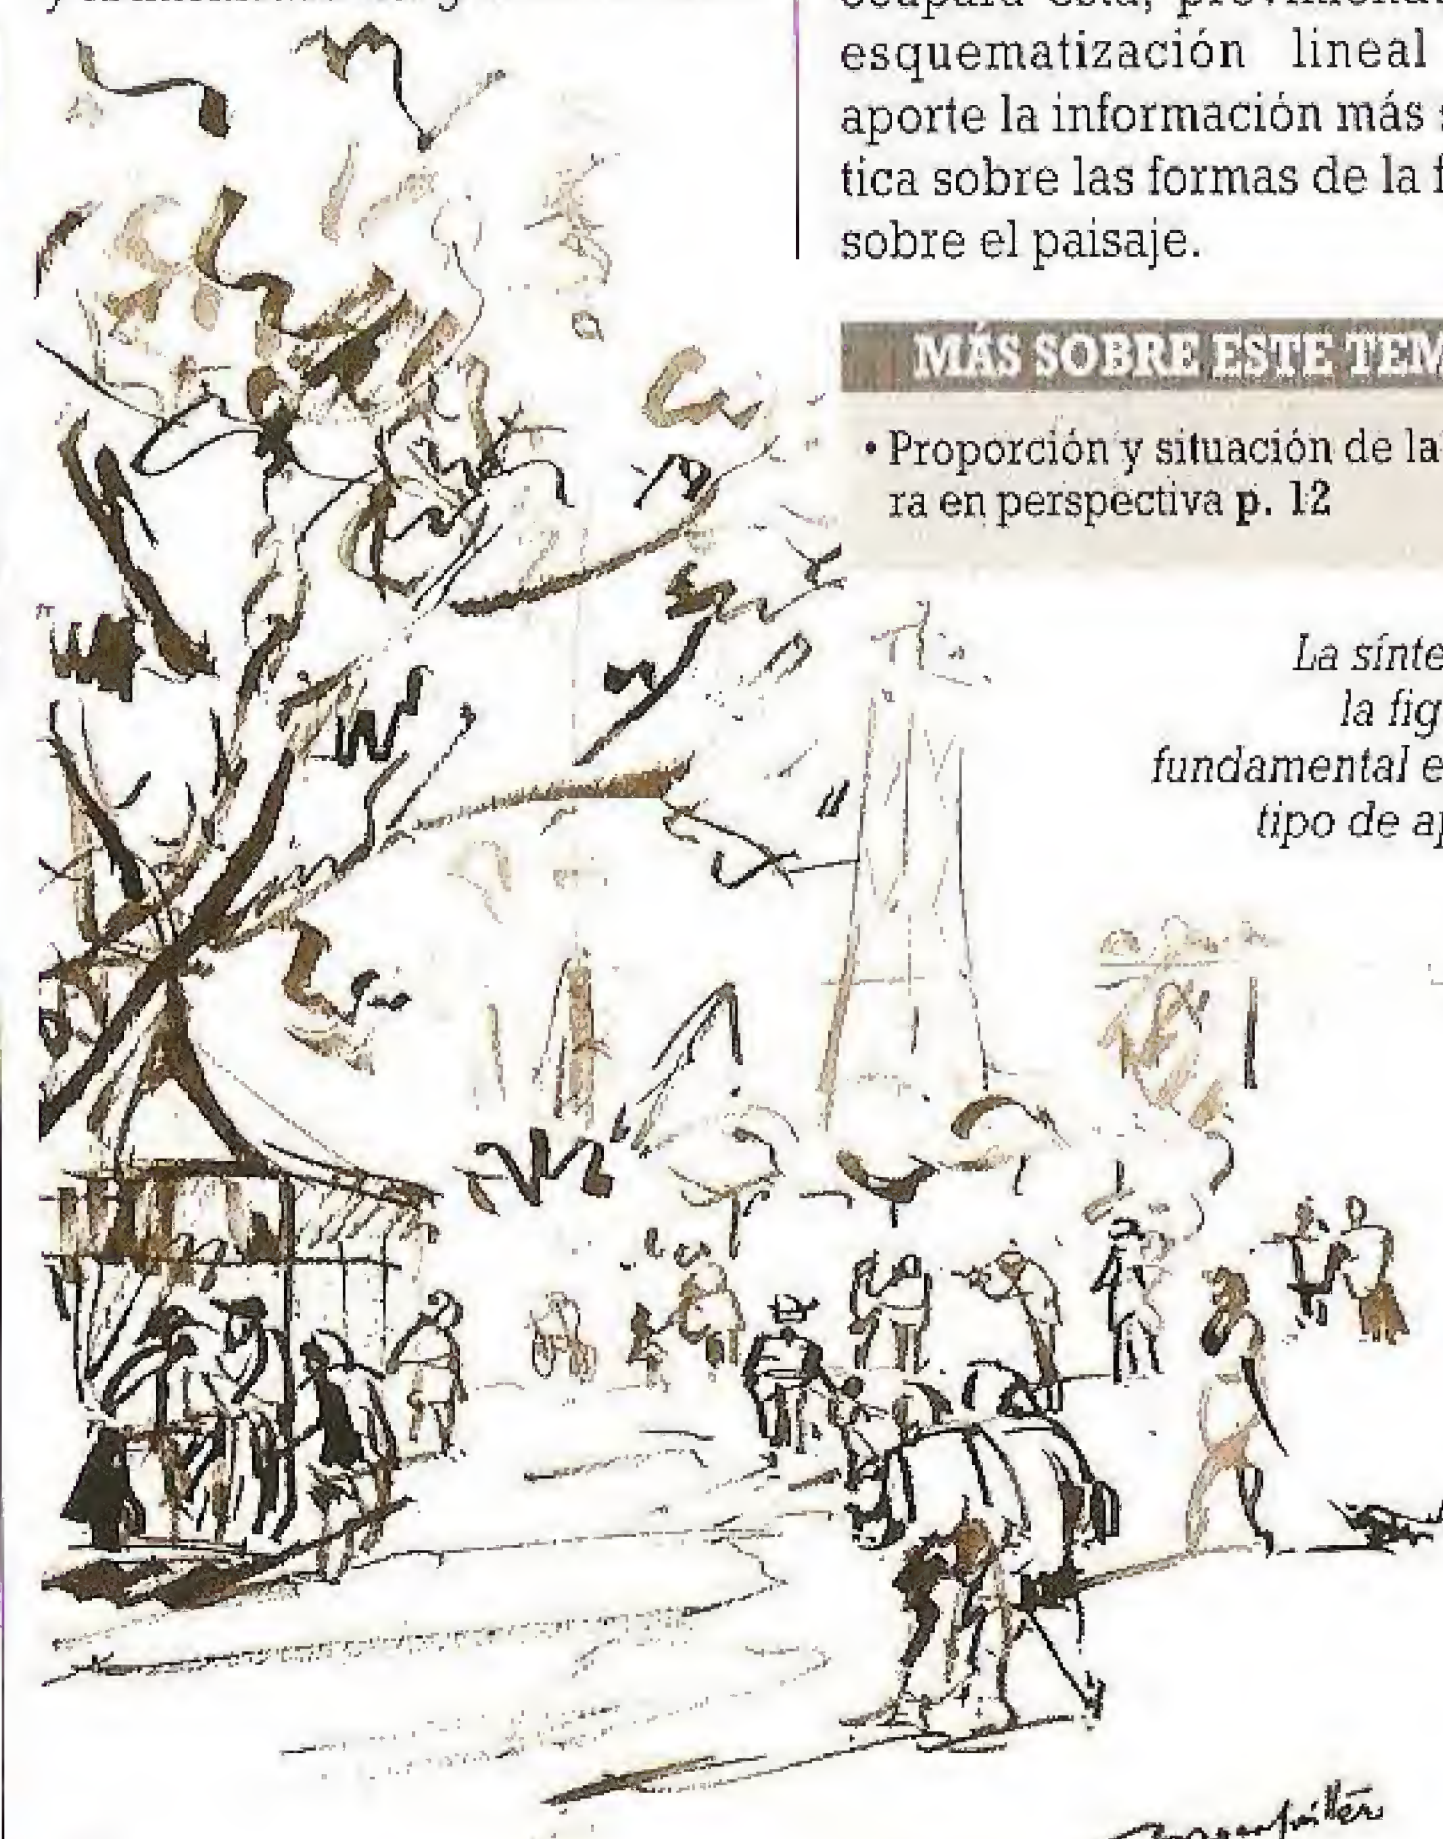 esquematización lineal
aporte la información más
tica sobre las formas de la
sobre el paisaje.
MÁS SOBRE ESTE TEM
• Proporción y situación de la
ra en perspectiva p. 12
La sínte
la fig
fundamental e
tipo de ap